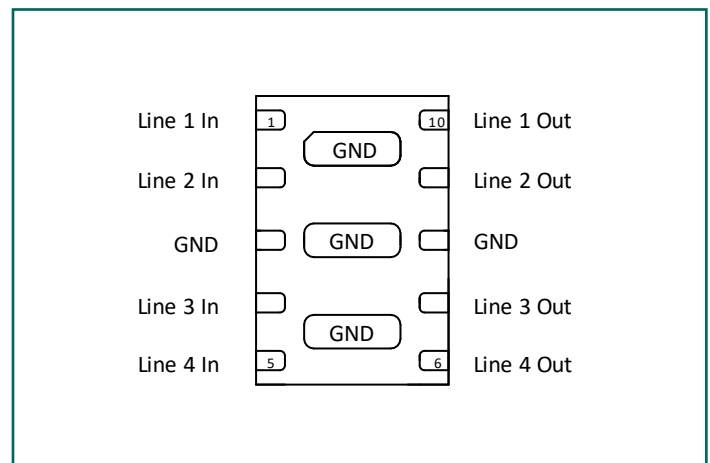 Line 1 In 1 10 Line 1 Out
GND
Line 2 In Line 2 Out
GND GND GND
Line 3 In Line 3 Out
GND
Line 4 In 5 6 Line 4 Out